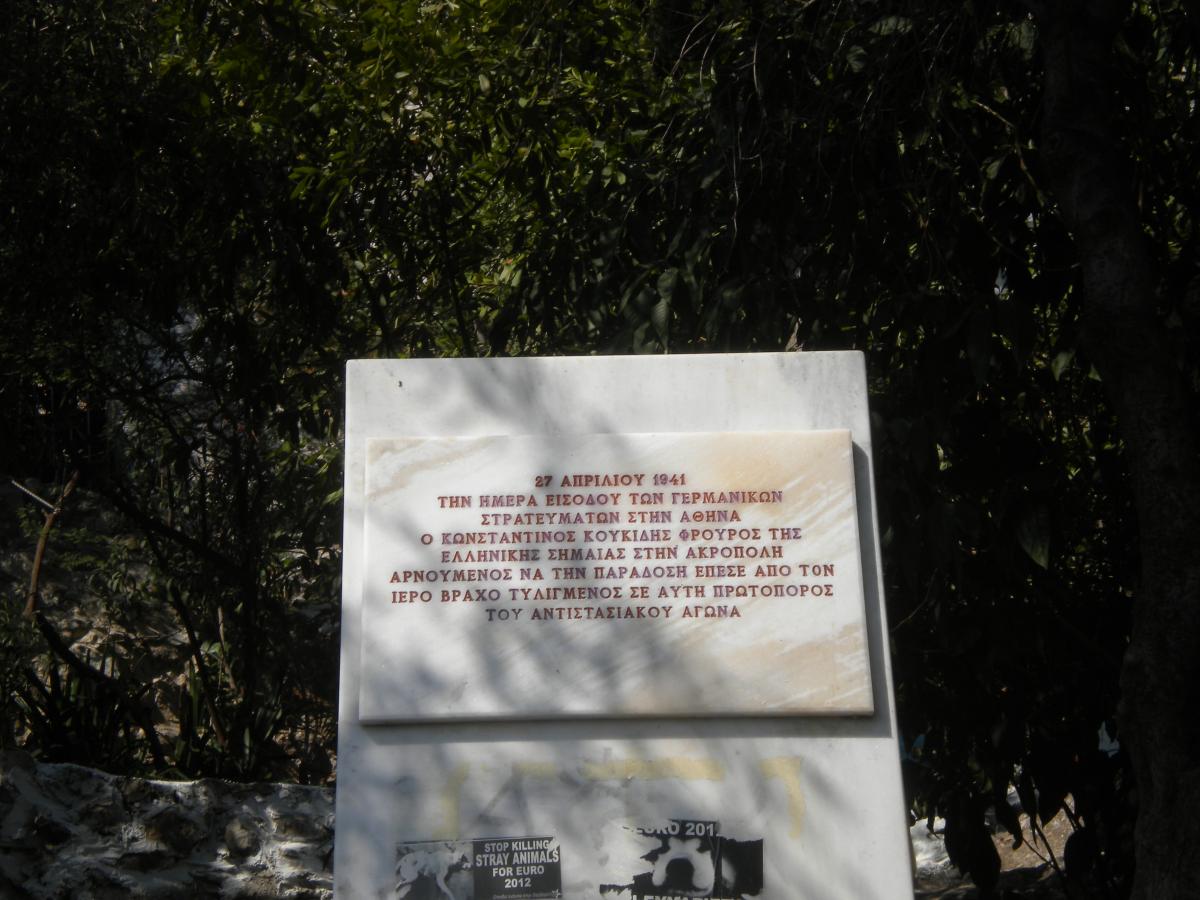 27 ΑΠΡΙΛΙΟΥ 1941
ΤΗΝ ΗΜΕΡΑ ΕΙΣΟΔΟΥ ΤΩΝ ΓΕΡΜΑΝΙΚΩΝ
ΣΤΡΑΤΕΥΜΑΤΩΝ ΣΤΗΝ ΑΘΗΝΑ
Ο ΚΩΝΣΤΑΝΤΙΝΟΣ ΚΟΥΚΙΔΗΣ ΦΡΟΥΡΟΣ ΤΗΣ
ΕΛΛΗΝΙΚΗΣ ΣΗΜΑΙΑΣ ΣΤΗΝ ΑΚΡΟΠΟΛΗ
ΑΡΝΟΥΜΕΝΟΣ ΝΑ ΤΗΝ ΠΑΡΑΔΟΣΗ ΕΠΕΣΕ ΑΠΟ ΤΟΝ
ΙΕΡΟ ΒΡΑΧΟ ΤΥΛΙΓΜΕΝΟΣ ΣΕ ΑΥΤΗ ΠΡΩΤΟΠΟΡΟΣ
ΤΟΥ ΑΝΤΙΣΤΑΣΙΑΚΟΥ ΑΓΩΝΑ
STOP KILLING
STRAY ANIMALS
FOR EURO
2012
EURO 201